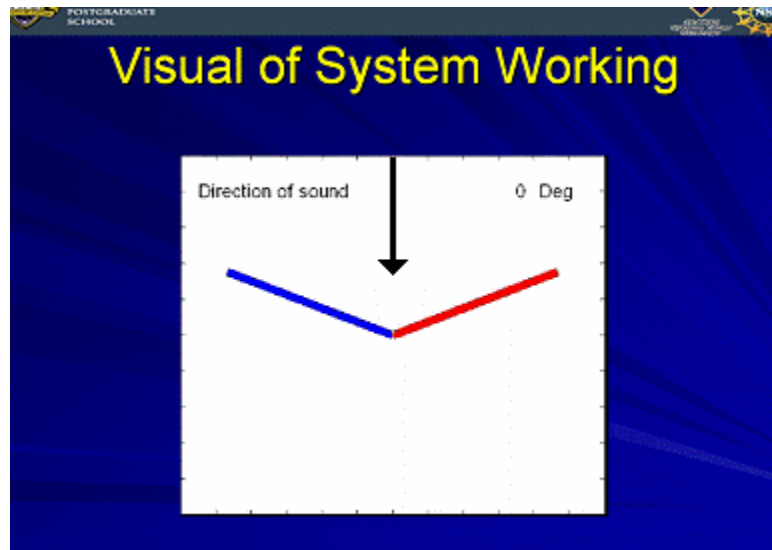 POSTGRADUATE
SCHOOL
Visual of System Working
Direction of sound
0 Deg